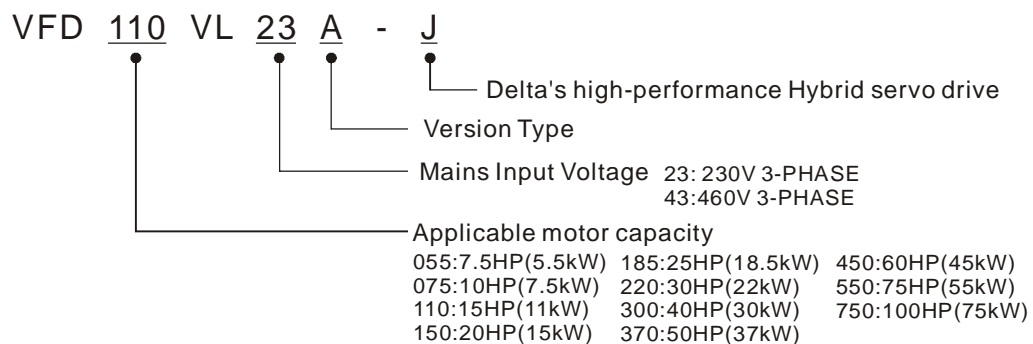 VFD 110 VL 23 A - J
Delta's high-performance Hybrid servo drive
Version Type
Mains Input Voltage 23: 230V 3-PHASE
43:460V 3-PHASE
Applicable motor capacity
055:7.5HP(5.5kW) 185:25HP(18.5kW) 450:60HP(45kW)
075:10HP(7.5kW) 220:30HP(22kW) 550:75HP(55kW)
110:15HP(11kW) 300:40HP(30kW) 750:100HP(75kW)
150:20HP(15kW) 370:50HP(37kW)